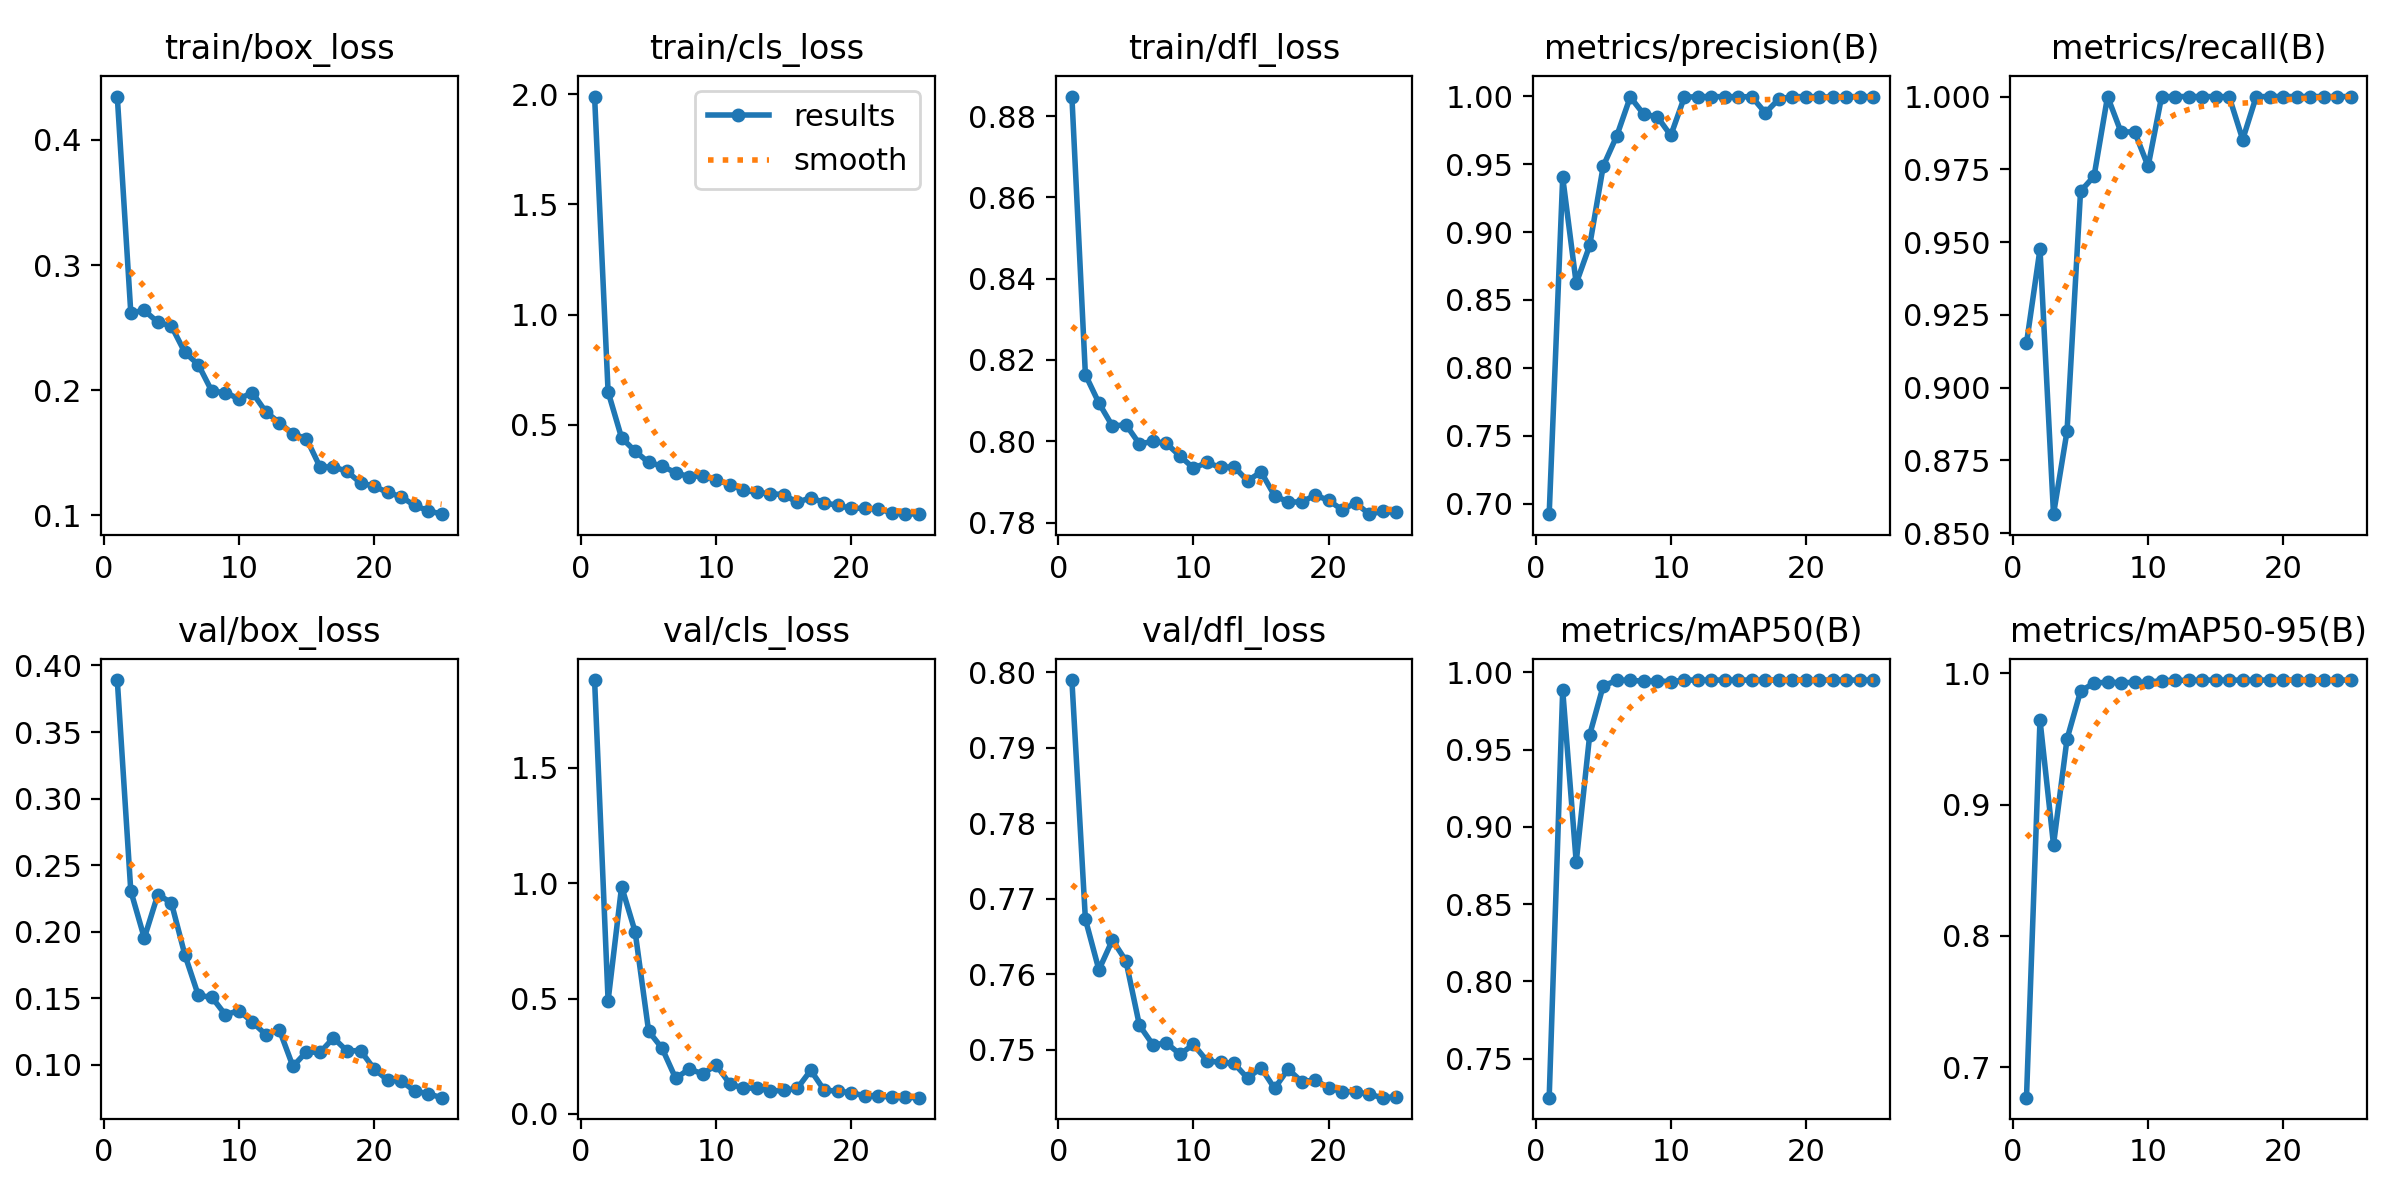 train/box_loss
0.4
0.3
0.2
0.1
0 10 20
train/cls_loss
results
smooth
2.0
1.5
1.0
0.5
0 10 20
train/dfl_loss
0.88
0.86
0.84
0.82
0.80
0.78
0 10 20
metrics/precision(B)
1.00
0.95
0.90
0.85
0.80
0.75
0.70
0 10 20
metrics/recall(B)
1.000
0.975
0.950
0.925
0.900
0.875
0.850
0 10 20
val/box_loss
0.40
0.35
0.30
0.25
0.20
0.15
0.10
0 10 20
val/cls_loss
1.5
1.0
0.5
0.0
0 10 20
val/dfl_loss
0.80
0.79
0.78
0.77
0.76
0.75
0 10 20
metrics/mAP50(B)
1.00
0.95
0.90
0.85
0.80
0.75
0 10 20
metrics/mAP50-95(B)
1.0
0.9
0.8
0.7
0 10 20